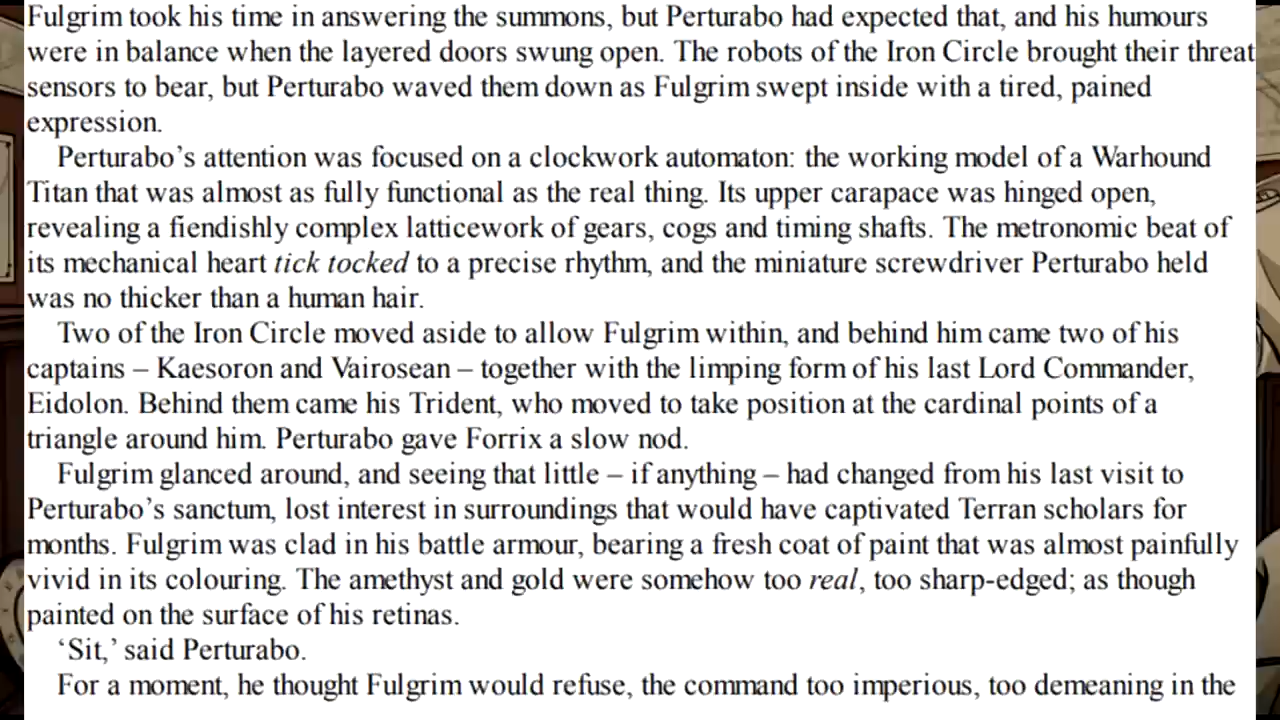 Fulgrim took his time in answering the summons, but Perturabo had expected that, and his humours
were in balance when the layered doors swung open. The robots of the Iron Circle brought their threat
sensors to bear, but Perturabo waved them down as Fulgrim swept inside with a tired, pained
expression.
Perturabo’s attention was focused on a clockwork automaton: the working model of a Warhound
Titan that was almost as fully functional as the real thing. Its upper carapace was hinged open,
revealing a fiendishly complex latticework of gears, cogs and timing shafts. The metronomic beat of
its mechanical heart tick tocked to a precise rhythm, and the miniature screwdriver Perturabo held
was no thicker than a human hair.
Two of the Iron Circle moved aside to allow Fulgrim within, and behind him came two of his
captains – Kaesoron and Vairosean – together with the limping form of his last Lord Commander,
Eidolon. Behind them came his Trident, who moved to take position at the cardinal points of a
triangle around him. Perturabo gave Forrix a slow nod.
Fulgrim glanced around, and seeing that little – if anything – had changed from his last visit to
Perturabo’s sanctum, lost interest in surroundings that would have captivated Terran scholars for
months. Fulgrim was clad in his battle armour, bearing a fresh coat of paint that was almost painfully
vivid in its colouring. The amethyst and gold were somehow too real, too sharp-edged; as though
painted on the surface of his retinas.
‘Sit,’ said Perturabo.
For a moment, he thought Fulgrim would refuse, the command too imperious, too demeaning in the